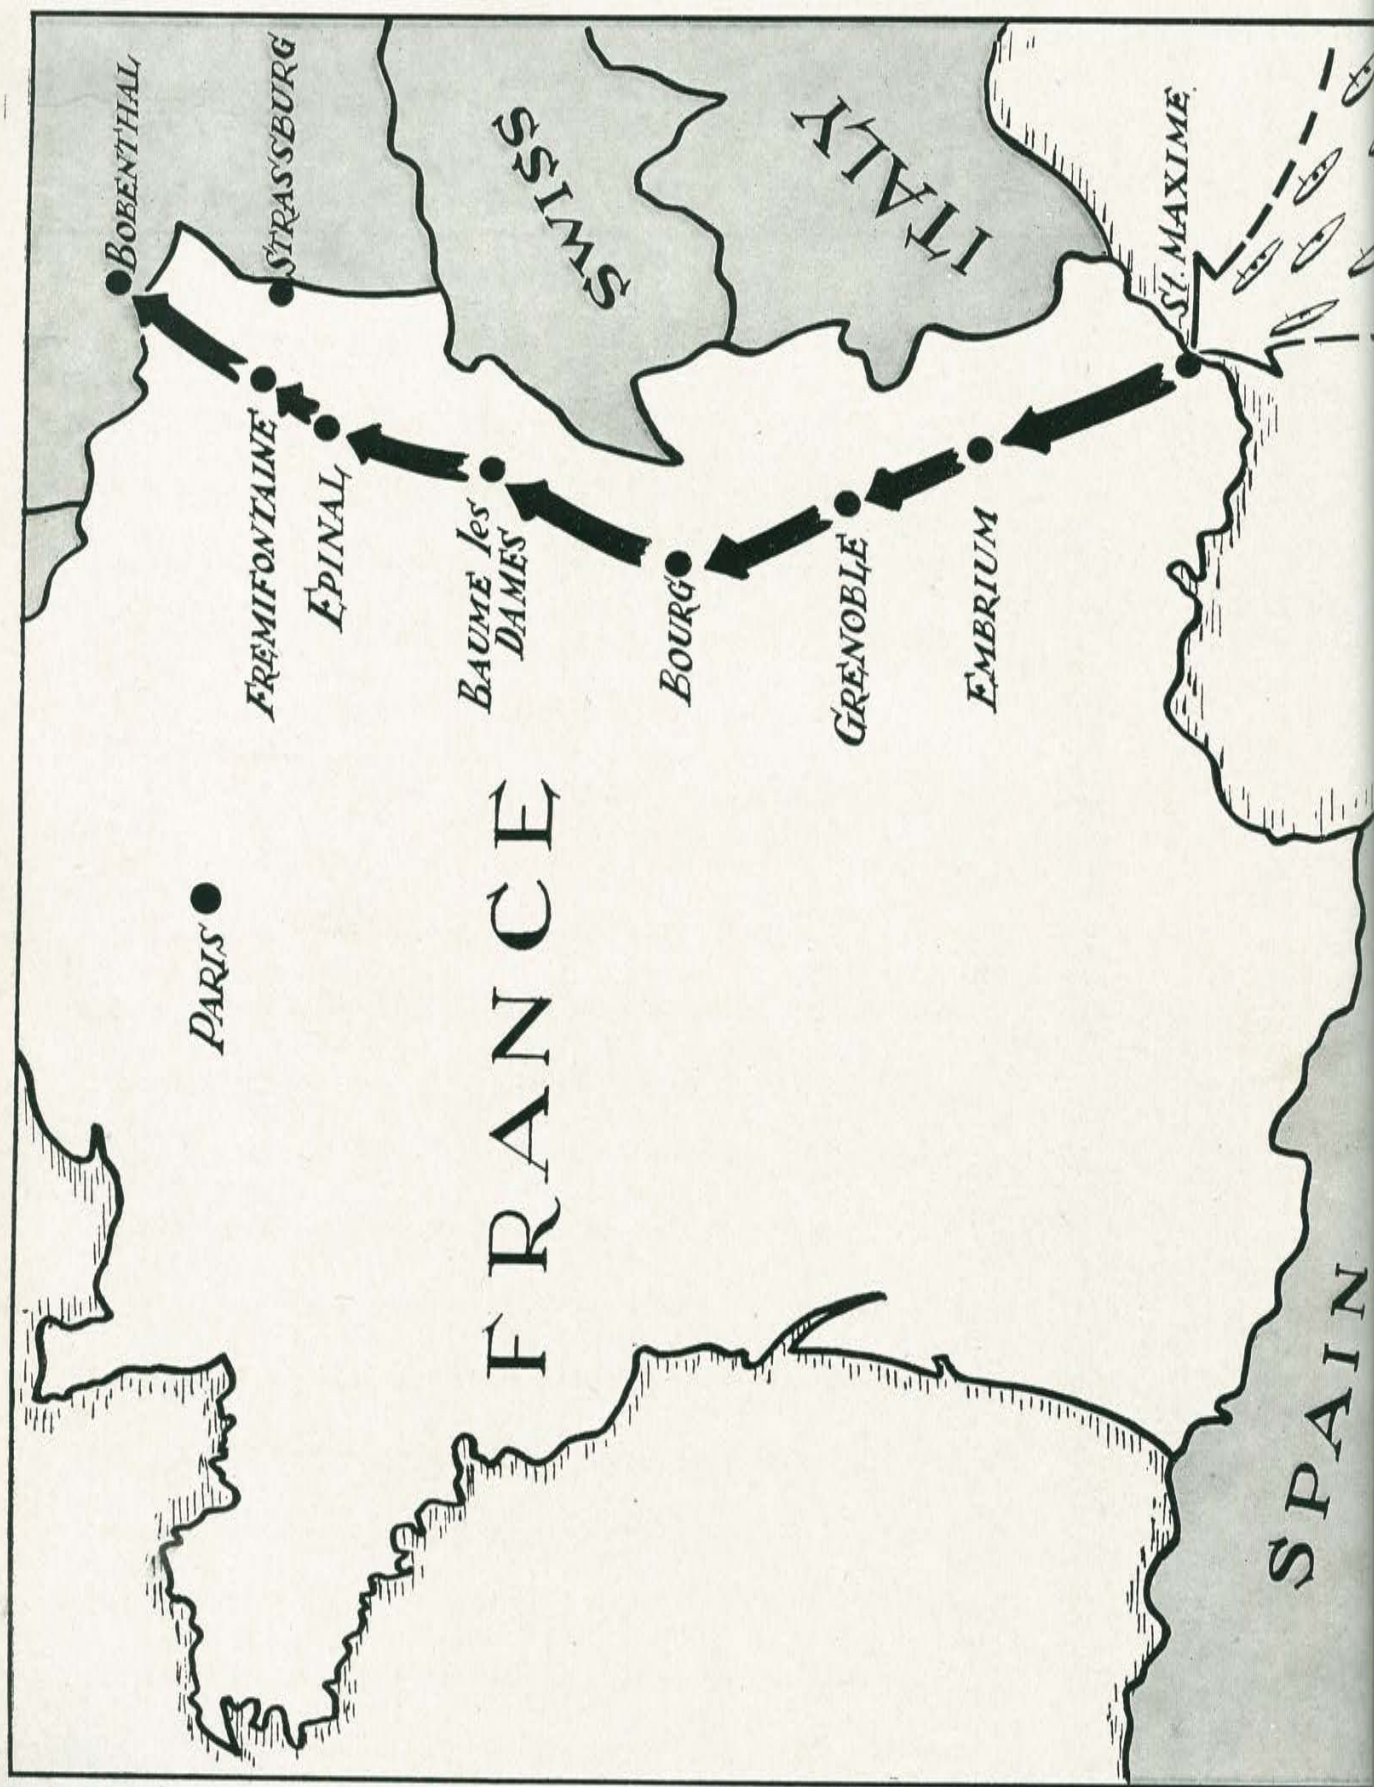 BOBENTHAL
STRASSBURG
SWISS
ITALY
ST. MAXIME
FREMIFONTAINE
EPINAL
BAUME les
DAMES
BOURG
GRENOBLE
EMBRIUM
PARIS
FRANCE
SPAIN